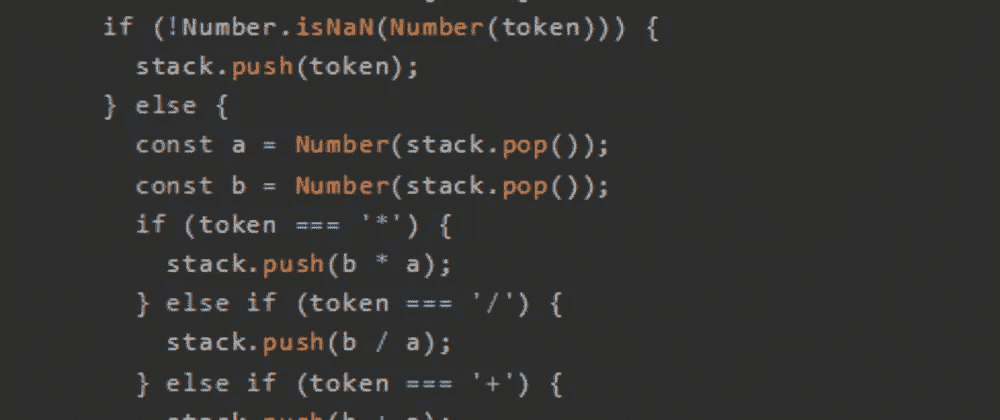 if (!Number.isNaN(Number(token))) {
stack.push(token);
} else {
const a = Number(stack.pop());
const b = Number(stack.pop());
if (token === '*') {
stack.push(b * a);
} else if (token === '/') {
stack.push(b / a);
} else if (token === '+') {